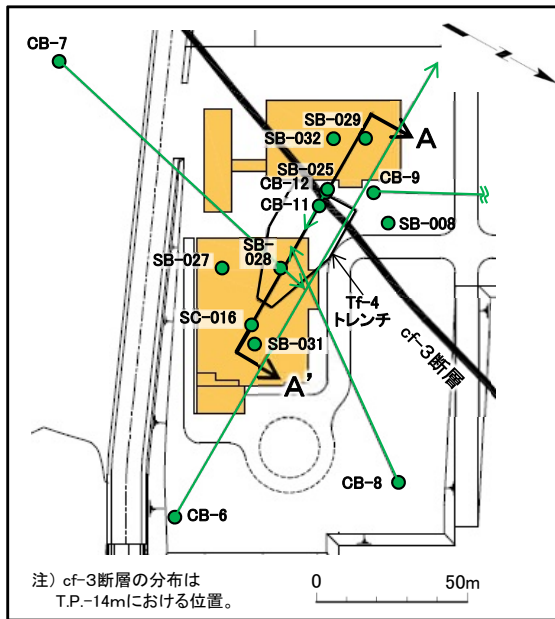 CB-7
SB-029
SB-032
A
SB-025
CB-12
CB-9
CB-11
SB-008
SB-
028
SB-027
Tf-4
トレンチ
SC-016
cf-3断層
SB-031
A'
CB-8
CB-6
注) cf-3断層の分布は
T.P.-14mにおける位置。
0 50m